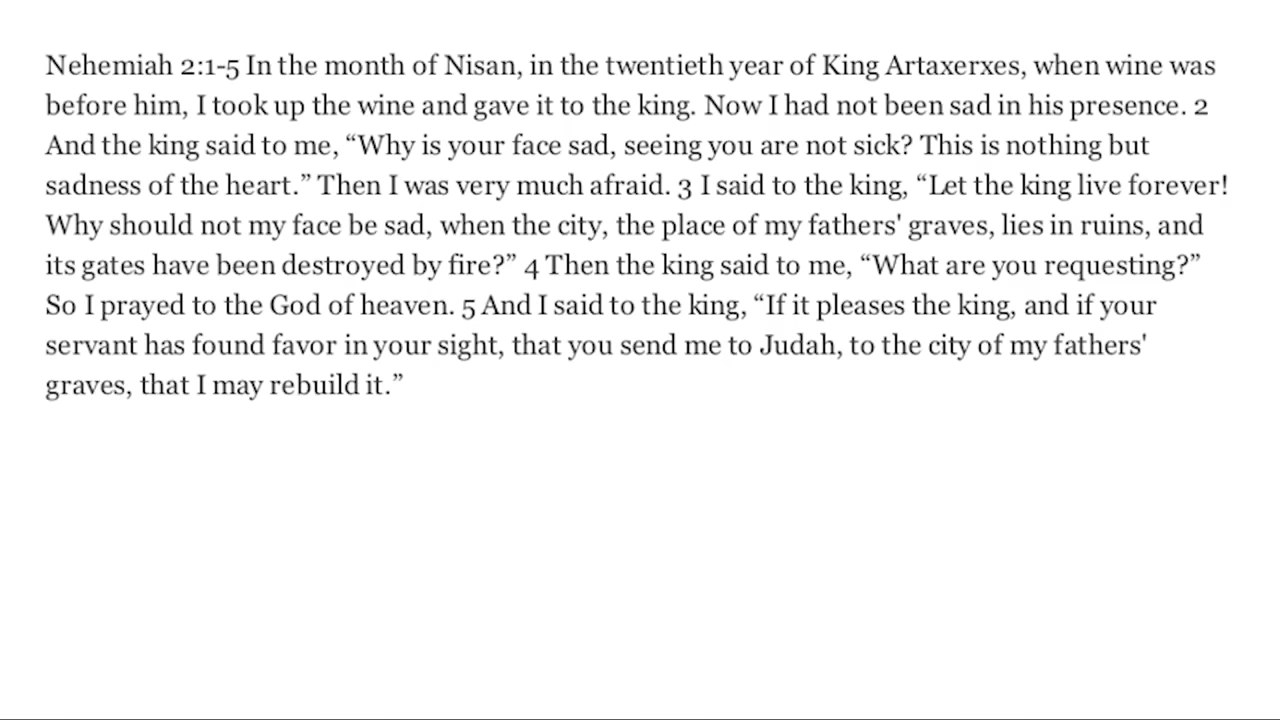 Nehemiah 2:1-5 In the month of Nisan, in the twentieth year of King Artaxerxes, when wine was
before him, I took up the wine and gave it to the king. Now I had not been sad in his presence. 2
And the king said to me, “Why is your face sad, seeing you are not sick? This is nothing but
sadness of the heart.” Then I was very much afraid. 3 I said to the king, “Let the king live forever!
Why should not my face be sad, when the city, the place of my fathers' graves, lies in ruins, and
its gates have been destroyed by fire?” 4 Then the king said to me, “What are you requesting?”
So I prayed to the God of heaven. 5 And I said to the king, “If it pleases the king, and if your
servant has found favor in your sight, that you send me to Judah, to the city of my fathers'
graves, that I may rebuild it.”